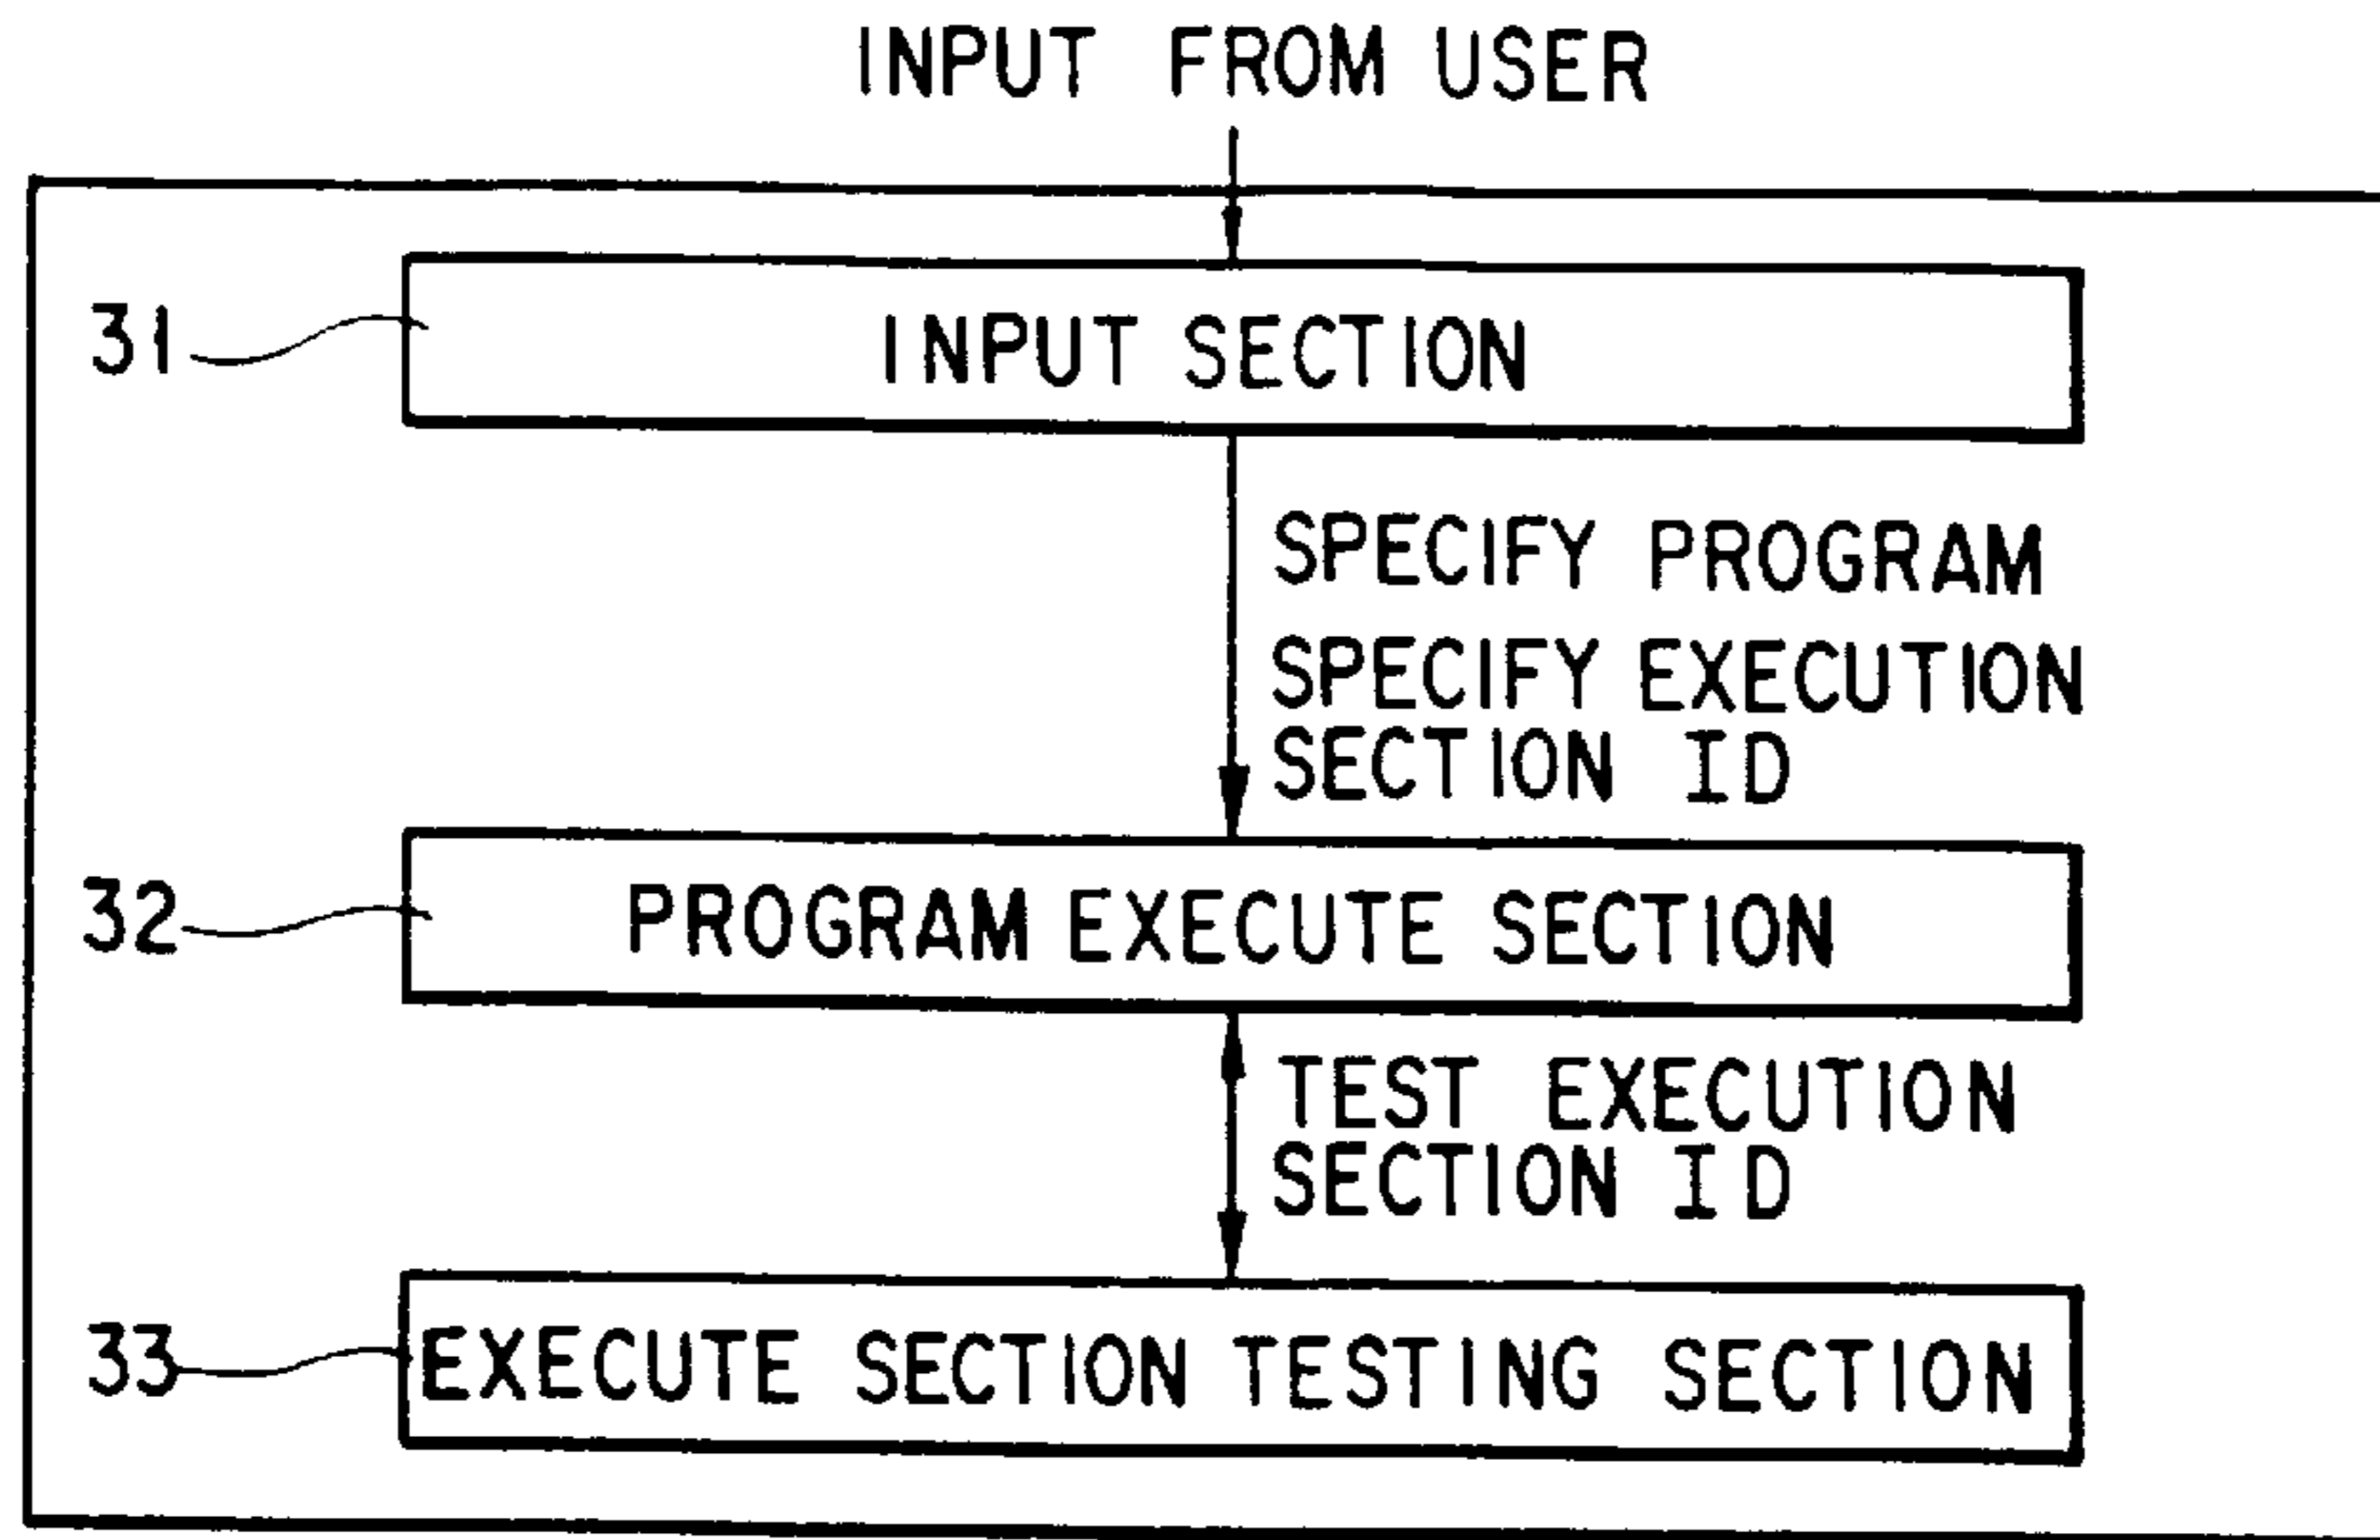 INPUT FROM USER
31
INPUT SECTION
SPECIFY PROGRAM
SPECIFY EXECUTION
SECTION ID
32
PROGRAM EXECUTE SECTION
TEST EXECUTION
SECTION ID
33
EXECUTE SECTION TESTING SECTION